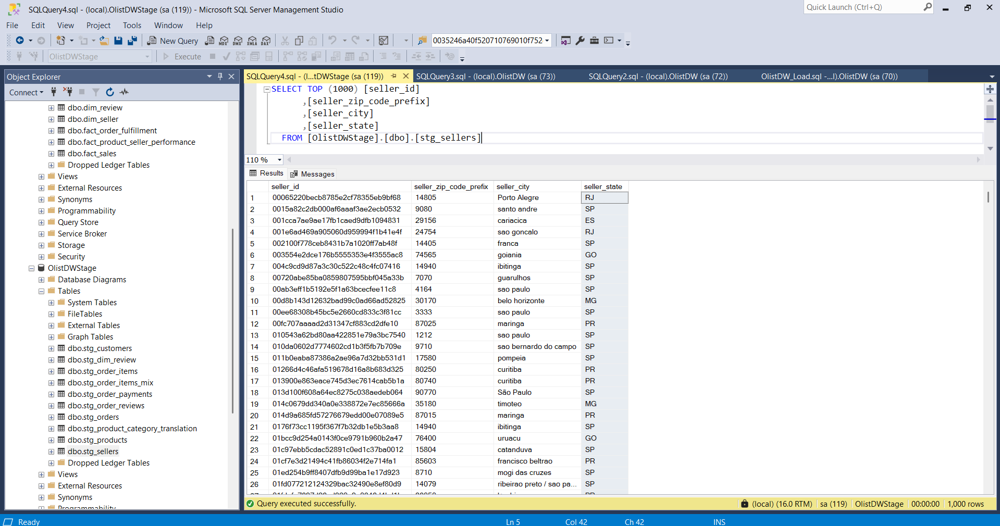 SQLQuery4.sql - (local).OlistDWStage (sa (119)) - Microsoft SQL Server Management Studio
Quick Launch (Ctrl+Q)
File Edit View Project Tools Window Help
New Query MDX DMX XMLA DAX 0035246a40f520710769010f752
OlistDWStage Execute
Object Explorer
Connect
dbo.dim_review
dbo.dim_seller
dbo.fact_order_fulfillment
dbo.fact_product_seller_performance
dbo.fact_sales
Dropped Ledger Tables
Views
External Resources
Synonyms
Programmability
Query Store
Service Broker
Storage
Security
OlistDWStage
Database Diagrams
Tables
System Tables
FileTables
External Tables
Graph Tables
dbo.stg_customers
dbo.stg_dim_review
dbo.stg_order_items
dbo.stg_order_items_mix
dbo.stg_order_payments
dbo.stg_order_reviews
dbo.stg_orders
dbo.stg_product_category_translation
dbo.stg_products
dbo.stg_sellers
Dropped Ledger Tables
Views
External Resources
Synonyms
Programmability
SQLQuery4.sql - (l...tDWStage (sa (119)) SQLQuery3.sql - (local).OlistDW (sa (73)) SQLQuery2.sql - (local).OlistDW (sa (72)) OlistDW_Load.sql -...l).OlistDW (sa (70))
SELECT TOP (1000) [seller_id]
,[seller_zip_code_prefix]
,[seller_city]
,[seller_state]
FROM [OlistDWStage].[dbo].[stg_sellers]
110 %
Results Messages
seller_id seller_zip_code_prefix seller_city seller_state
1 00065220becb8785e2cf78355eb9bf68 14805 Porto Alegre RJ
2 0015a82c2db000af6aaaf3ae2ecb0532 9080 santo andre SP
3 001cca7ae9ae17fb1caed9dfb1094831 29156 cariacica ES
4 001e6ad469a905060d959994f1b41e4f 24754 sao goncalo RJ
5 002100f778ceb8431b7a1020ff7ab48f 14405 franca SP
6 003554e2dce176b5555353e4f3555ac8 74565 goiania GO
7 004c9cd9d87a3c30c522c48c4fc07416 14940 ibitinga SP
8 00720abe85ba0859807595bbf045a33b 7070 guarulhos SP
9 00ab3eff1b5192e5f1a63bcecfee11c8 4164 sao paulo SP
10 00d8b143d12632bad99c0ad66ad52825 30170 belo horizonte MG
11 00ee68308b45bc5e2660cd833c3f81cc 3333 sao paulo SP
12 00fc707aaaad2d31347cf883cd2dfe10 87025 maringa PR
13 010543a62bd80aa422851e79a3bc7540 1212 sao paulo SP
14 010da0602d7774602cd1b3f5fb7b709e 9710 sao bernardo do campo SP
15 011b0eaba87386a2ae96a7d32bb531d1 17580 pompeia SP
16 01266d4c46afa519678d16a8b683d325 80250 curitiba PR
17 013900e863eace745d3ec7614cab5b1a 80740 curitiba PR
18 013d100f608a64ec8275c038aedeb064 90770 São Paulo SP
19 014c0679dd340a0e338872e7ec85666a 35180 timoteo MG
20 014d9a685fd57276679edd00e07089e5 87015 maringa PR
21 0176f73cc1195f367f7b32db1e5b3aa8 14940 ibitinga SP
22 01bcc9d254a0143f0ce9791b960b2a47 76400 uruacu GO
23 01c97ebb5cdac52891c0ed1c37ba0012 15804 catanduva SP
24 01cf7e3d21494c41fb86034f2e714fa1 85603 francisco beltrao PR
25 01ed254b9ff8407dfb9d99ba1e17d923 8710 mogi das cruzes SP
26 01fd077212124329bac32490e8ef80d9 14079 ribeirao preto / sao pa... SP
Query executed successfully. (local) (16.0 RTM) sa (119) OlistDWStage 00:00:00 1,000 rows
Ready Ln 5 Col 42 Ch 42 INS